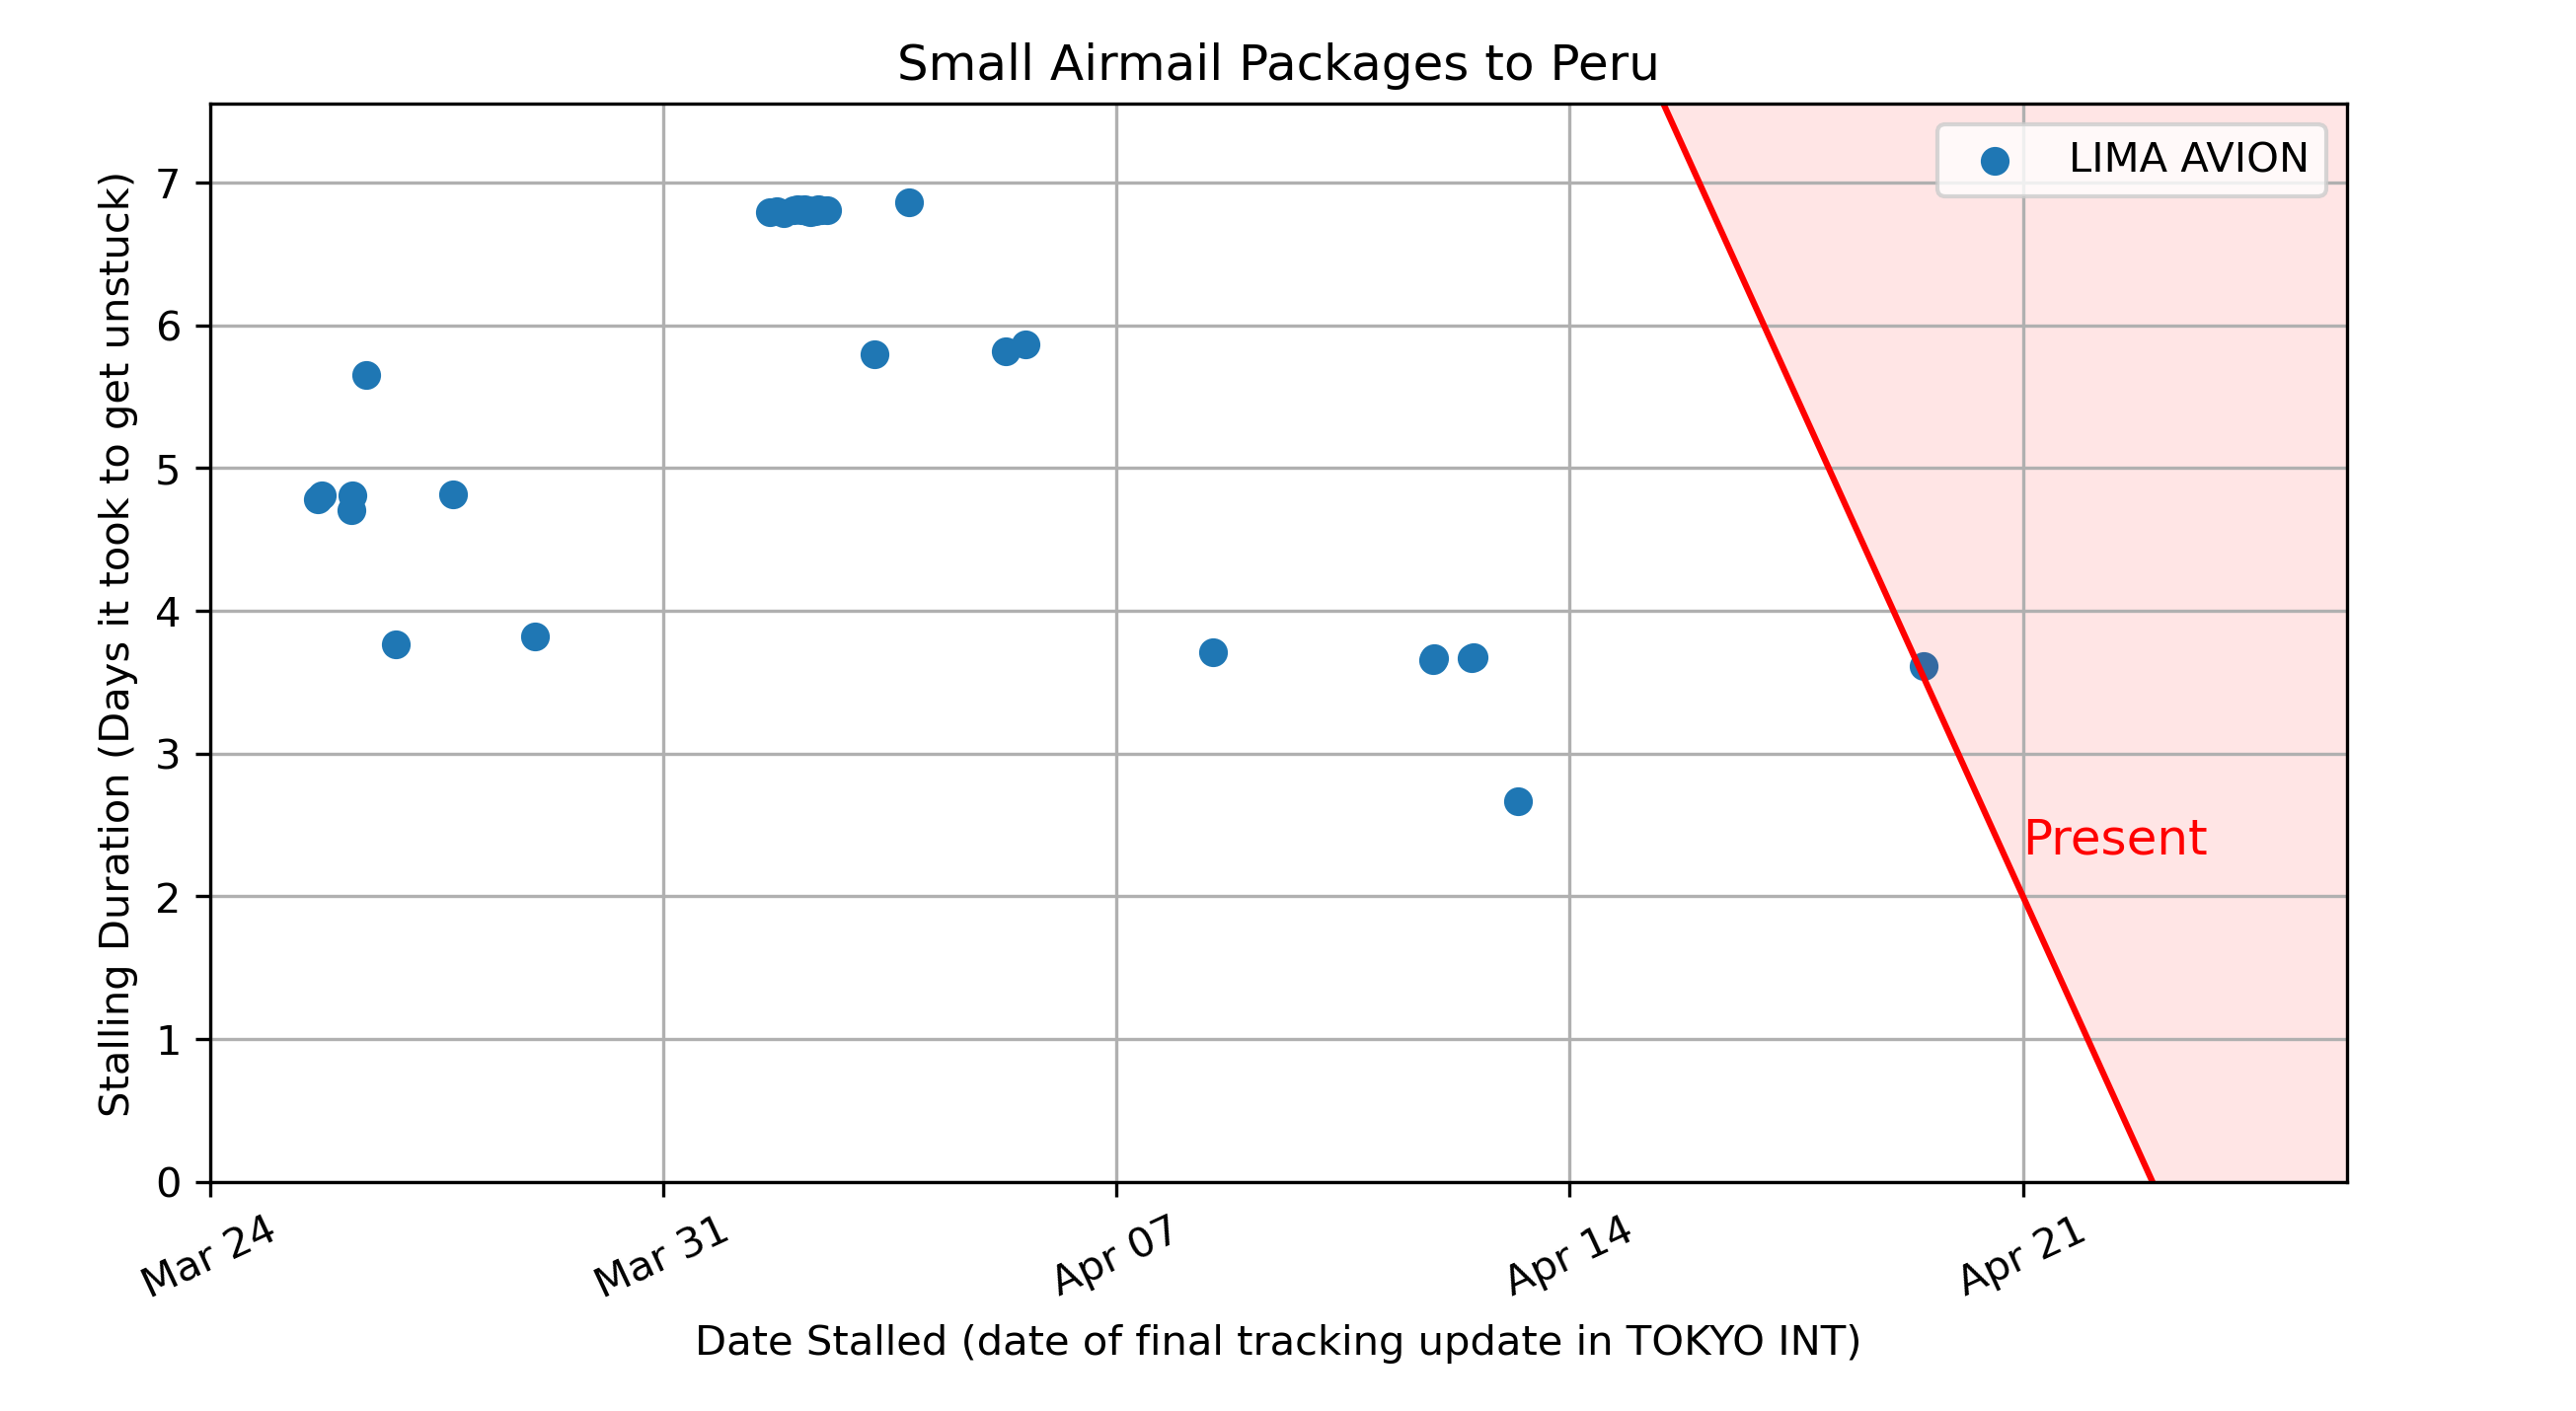 Small Airmail Packages to Peru
LIMA AVION
Stalling Duration (Days it took to get unstuck)
7
6
5
4
3
2
1
0
Present
Mar 24
Mar 31
Apr 07
Apr 14
Apr 21
Date Stalled (date of final tracking update in TOKYO INT)